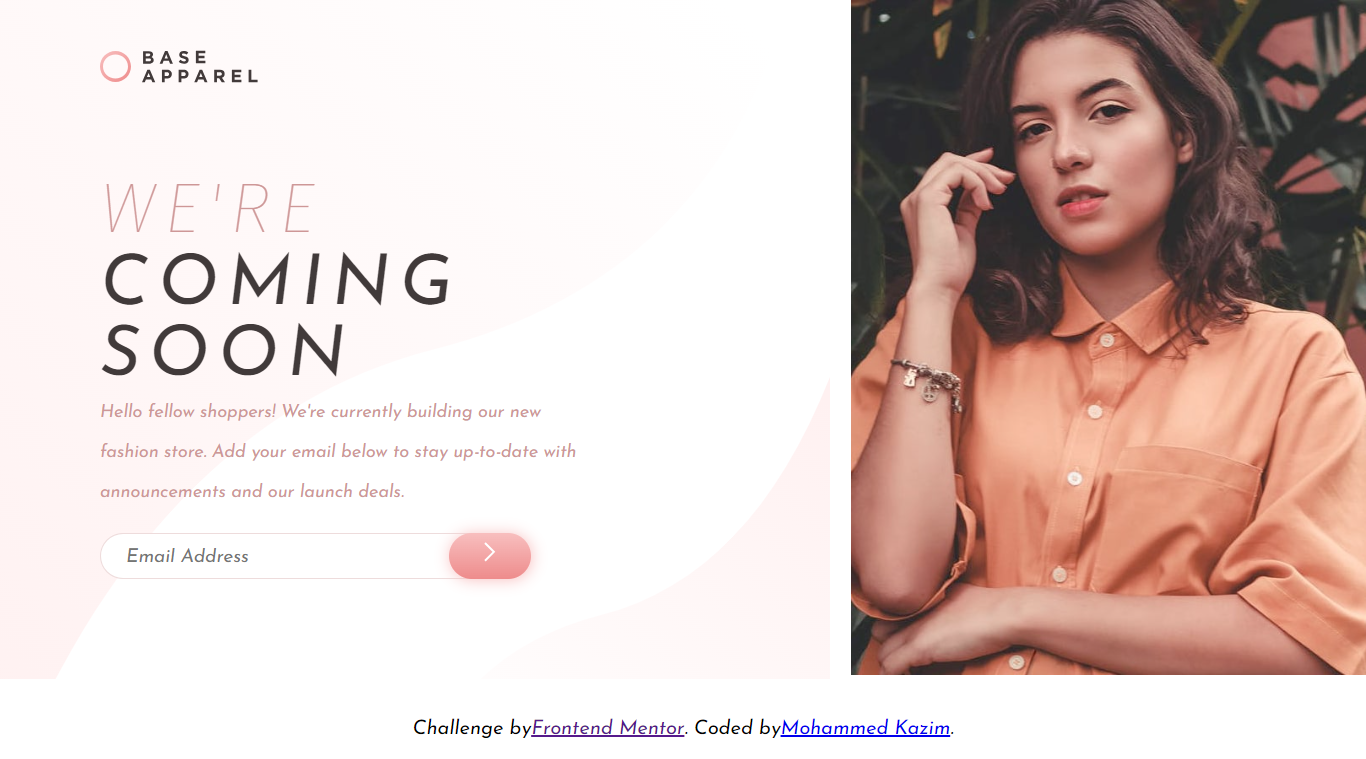 BASE
APPAREL
WE'RE
COMING
SOON
Hello fellow shoppers! We're currently building our new
fashion store. Add your email below to stay up-to-date with
announcements and our launch deals.
Email Address
Challenge byFrontend Mentor. Coded byMohammed Kazim.